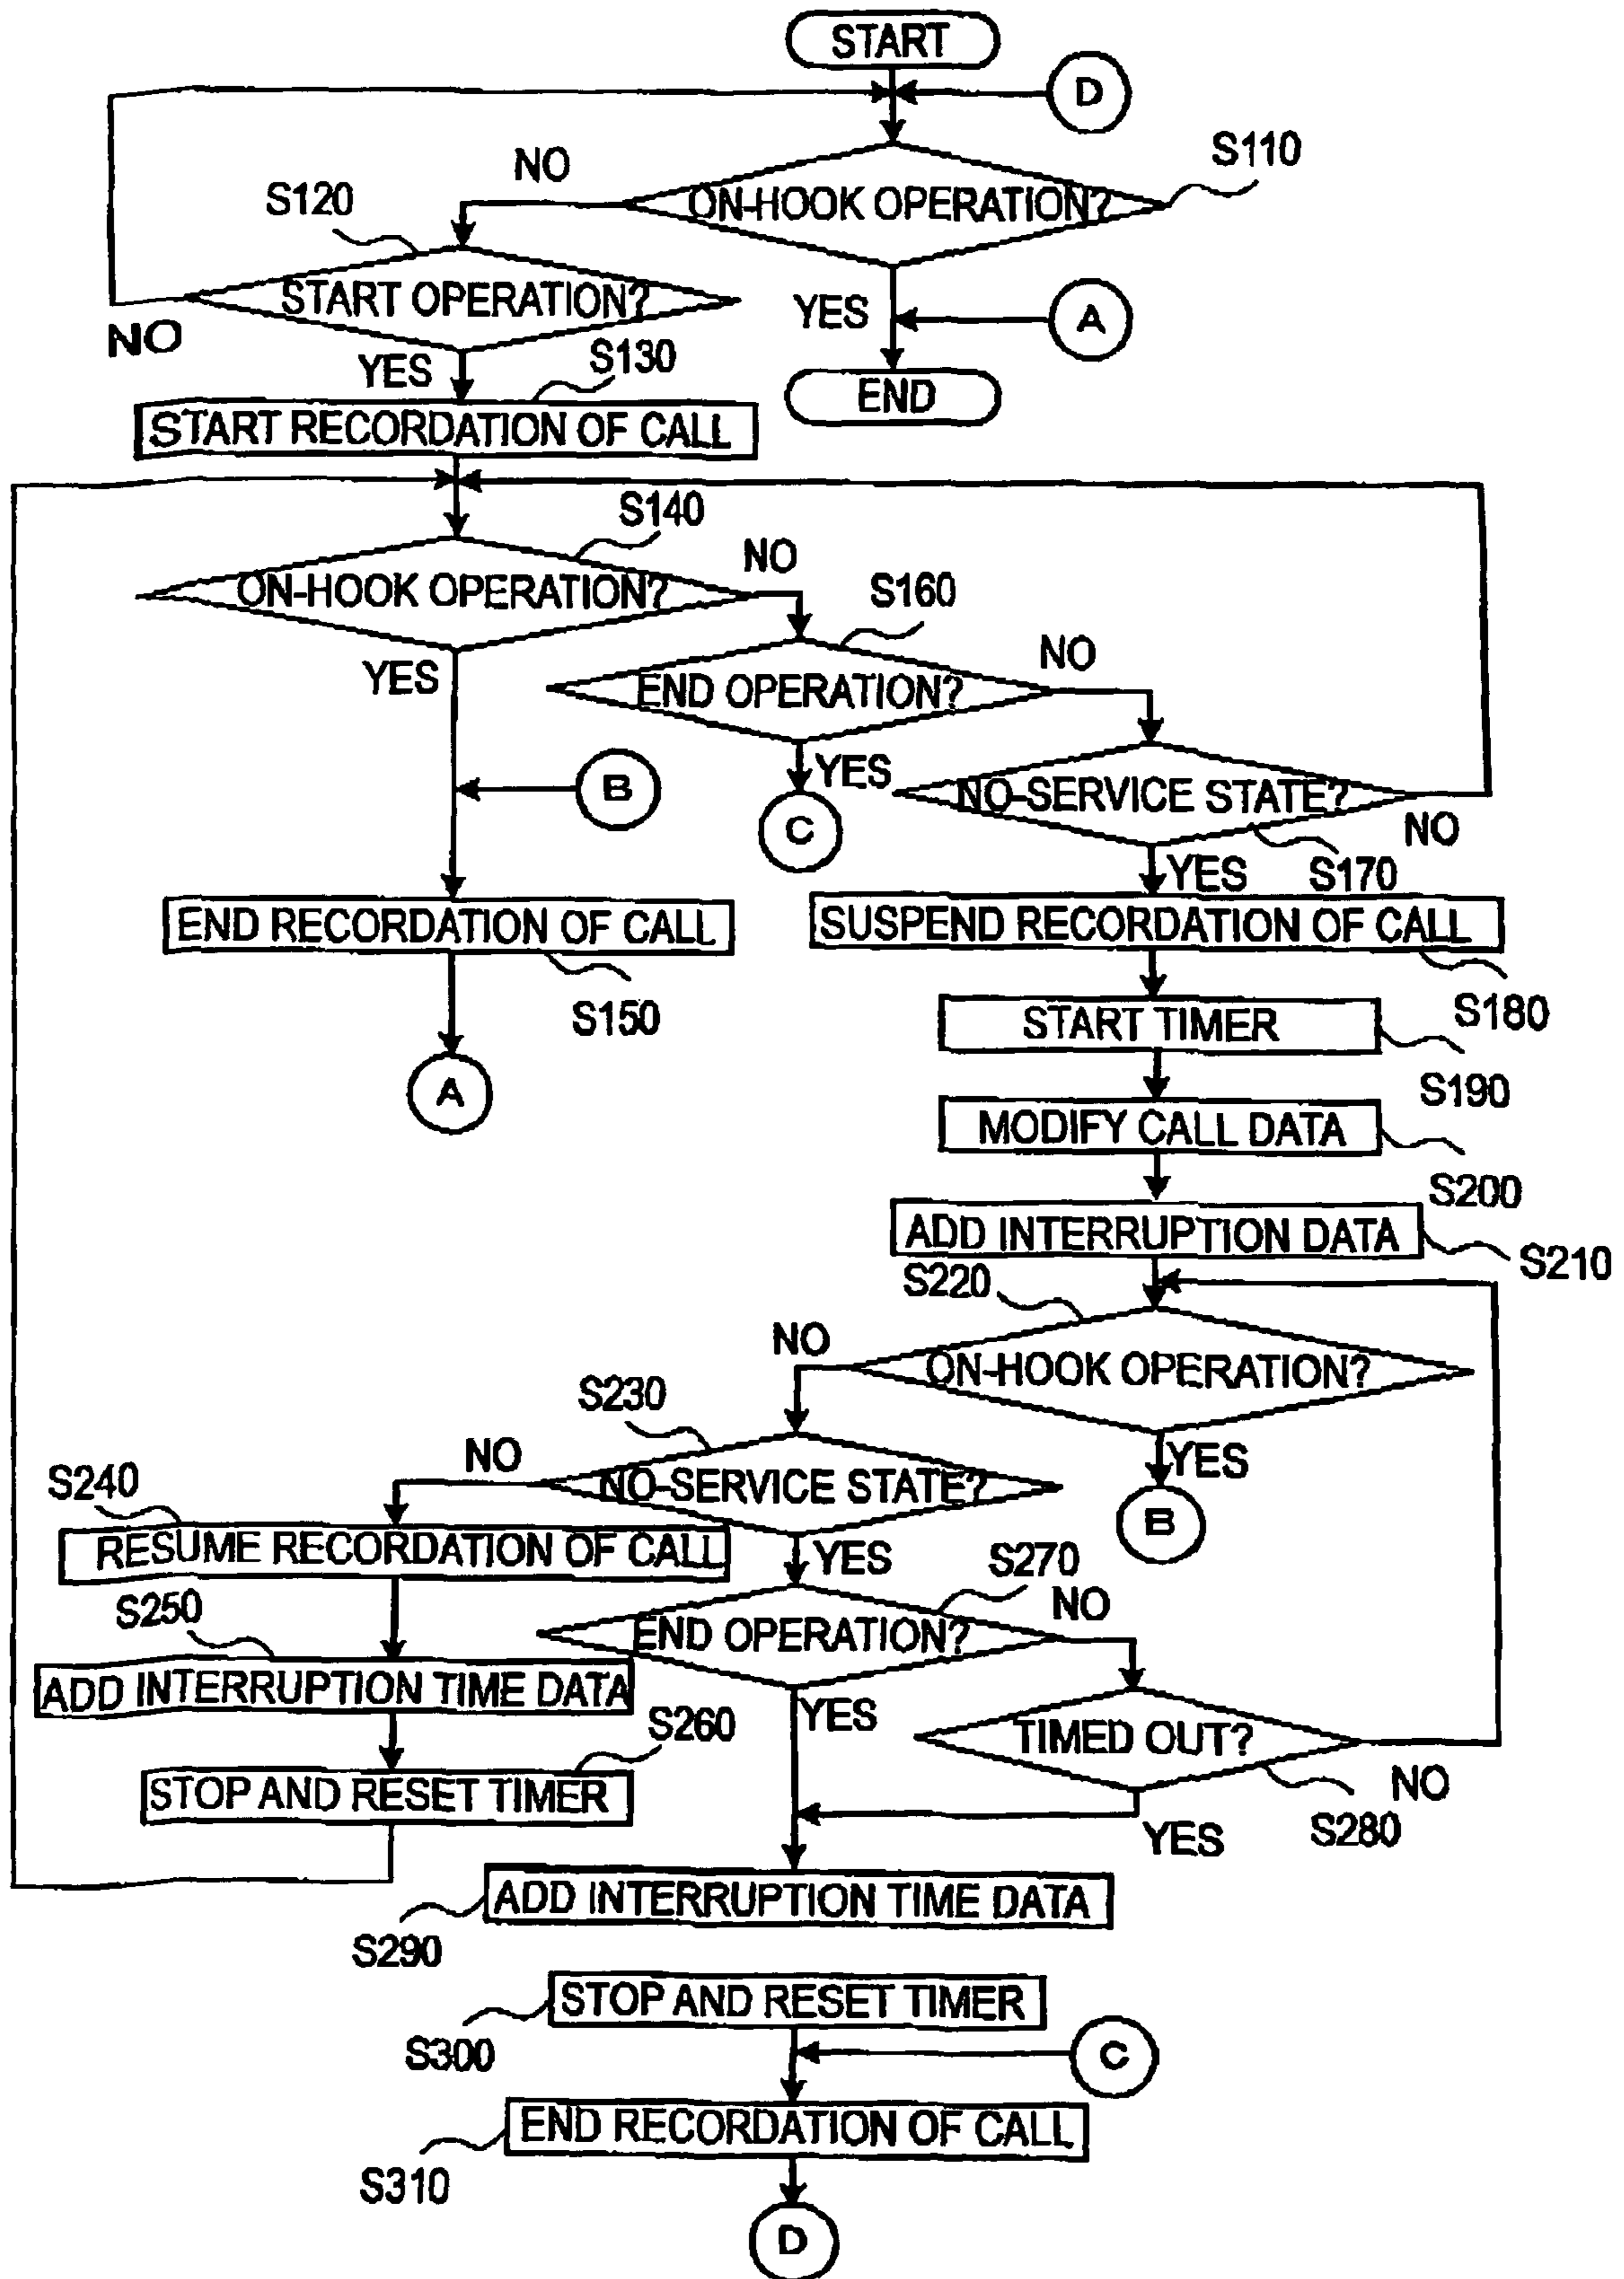 START
D
S110
NO
S120
ON-HOOK OPERATION?
START OPERATION?
YES
A
NO
YES
S130
END
START RECORDATION OF CALL
S140
NO
ON-HOOK OPERATION?
S160
YES
NO
END OPERATION?
B
YES
NO-SERVICE STATE?
C
NO
YES
S170
END RECORDATION OF CALL
SUSPEND RECORDATION OF CALL
S150
S180
START TIMER
A
S190
MODIFY CALL DATA
S200
ADD INTERRUPTION DATA
S210
S220
NO
ON-HOOK OPERATION?
S230
NO
YES
S240
NO-SERVICE STATE?
B
RESUME RECORDATION OF CALL
YES
S270
S250
NO
END OPERATION?
ADD INTERRUPTION TIME DATA
YES
S260
TIMED OUT?
STOP AND RESET TIMER
NO
YES
S280
ADD INTERRUPTION TIME DATA
S290
STOP AND RESET TIMER
S300
C
END RECORDATION OF CALL
S310
D